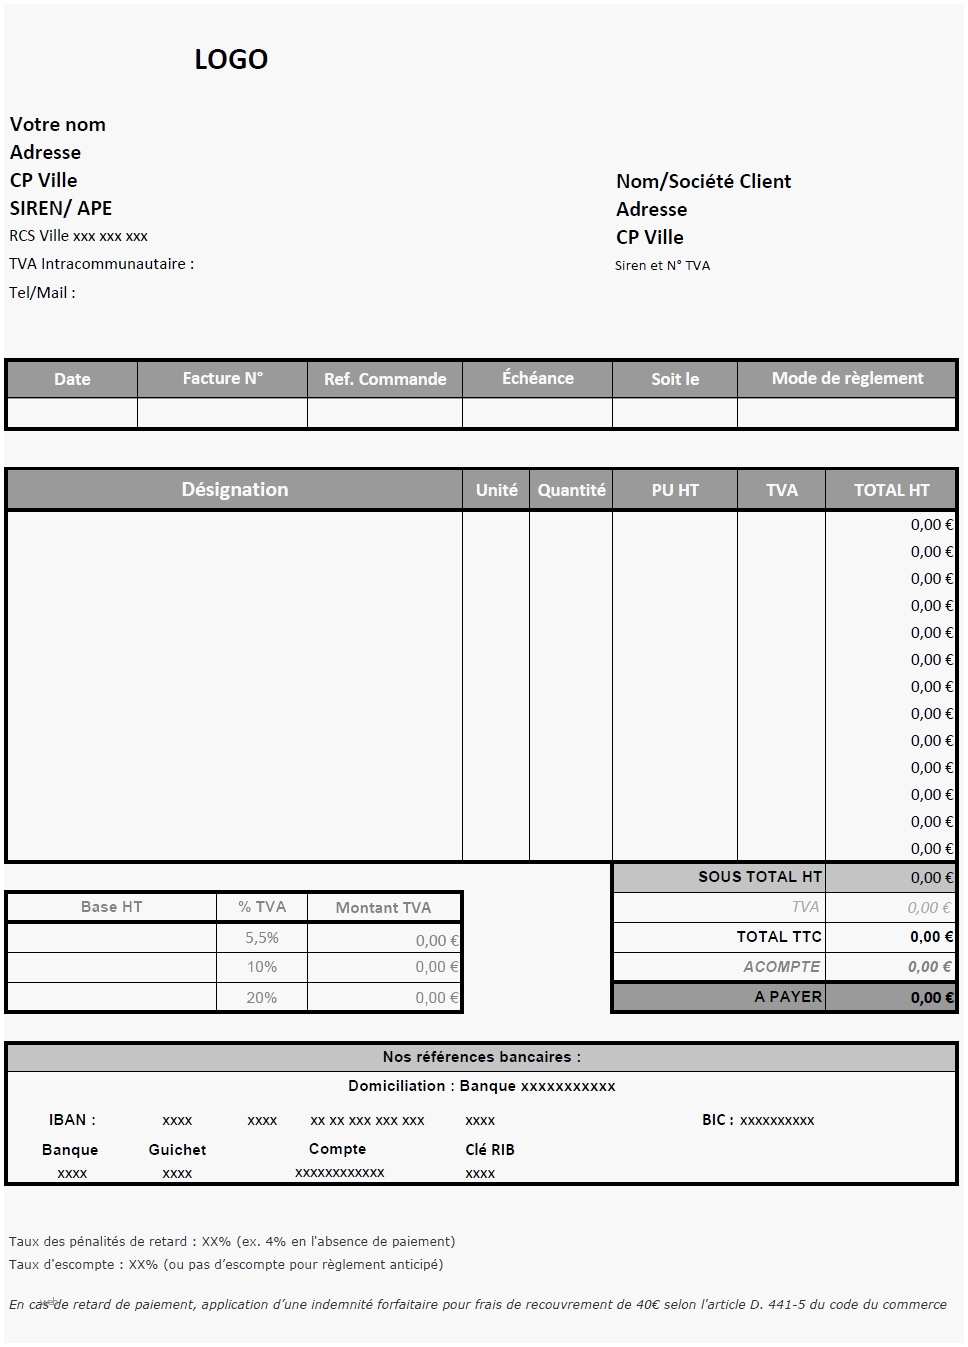 LOGO
Votre nom
Adresse
CP Ville
SIREN/ APE
RCS Ville xxx xxx xxx
TVA Intracommunautaire :
Tel/Mail :
Nom/Société Client
Adresse
CP Ville
Siren et N° TVA
Date Facture N° Ref. Commande Échéance Soit le Mode de règlement
Désignation Unité Quantité PU HT TVA TOTAL HT
0,00 €
0,00 €
0,00 €
0,00 €
0,00 €
0,00 €
0,00 €
0,00 €
0,00 €
0,00 €
0,00 €
0,00 €
0,00 €
SOUS TOTAL HT 0,00 €
TVA 0,00 €
TOTAL TTC 0,00 €
ACOMPTE 0,00 €
A PAYER 0,00 €
Base HT % TVA Montant TVA
5,5% 0,00 €
10% 0,00 €
20% 0,00 €
Nos références bancaires :
Domiciliation : Banque xxxxxxxxxxx
IBAN : xxxx xxxx xx xx xxx xxx xxx xxxx BIC : xxxxxxxxxx
Banque Guichet Compte Clé RIB
xxxx xxxx xxxxxxxxxxxx xxxx
Taux des pénalités de retard : XX% (ex. 4% en l'absence de paiement)
Taux d'escompte : XX% (ou pas d’escompte pour règlement anticipé)
En cas de retard de paiement, application d’une indemnité forfaitaire pour frais de recouvrement de 40€ selon l'article D. 441-5 du code du commerce